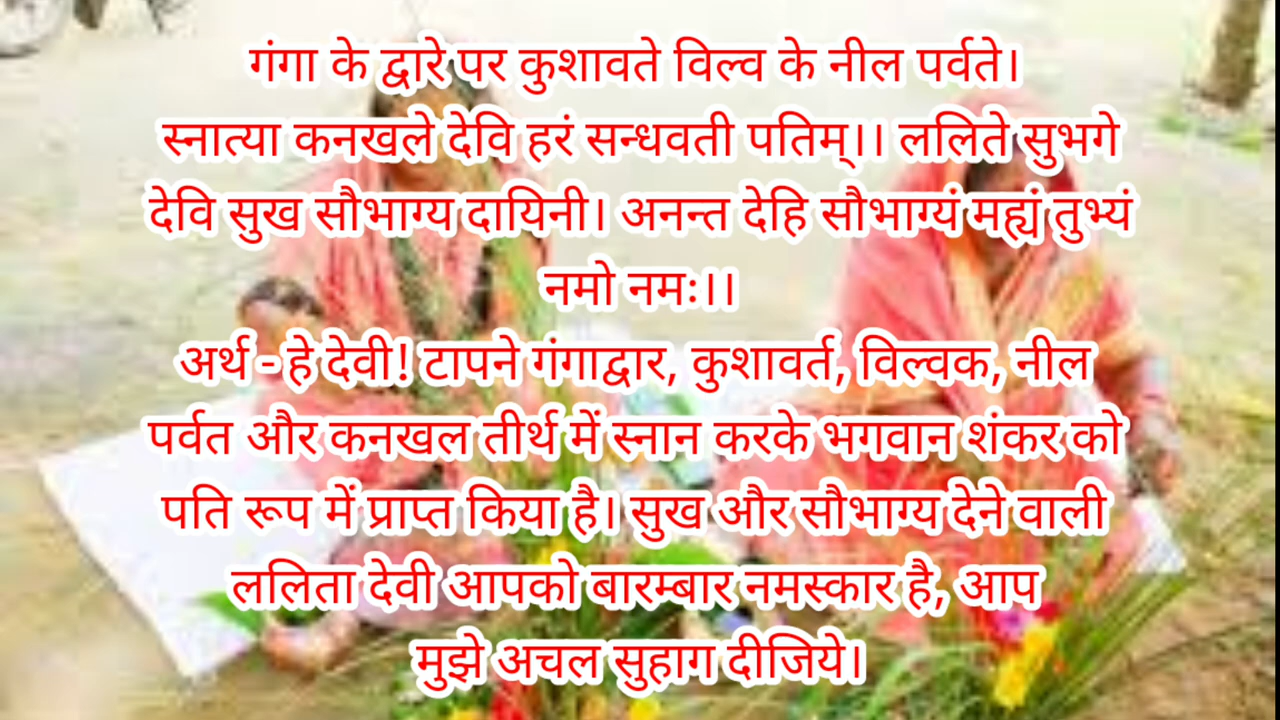 गंगा के द्वारे पर कुशावते विल्व के नील पर्वते।
स्नात्या कनखले देवि हरं सन्धवती पतिम्।। ललिते सुभगे
देवि सुख सौभाग्य दायिनी। अनन्त देहि सौभाग्यं मह्यं तुभ्यं
नमो नमः।।
अर्थ - हे देवी! टापने गंगाद्वार, कुशावर्त, विल्वक, नील
पर्वत और कनखल तीर्थ में स्नान करके भगवान शंकर को
पति रूप में प्राप्त किया है। सुख और सौभाग्य देने वाली
ललिता देवी आपको बारम्बार नमस्कार है, आप
मुझे अचल सुहाग दीजिये।